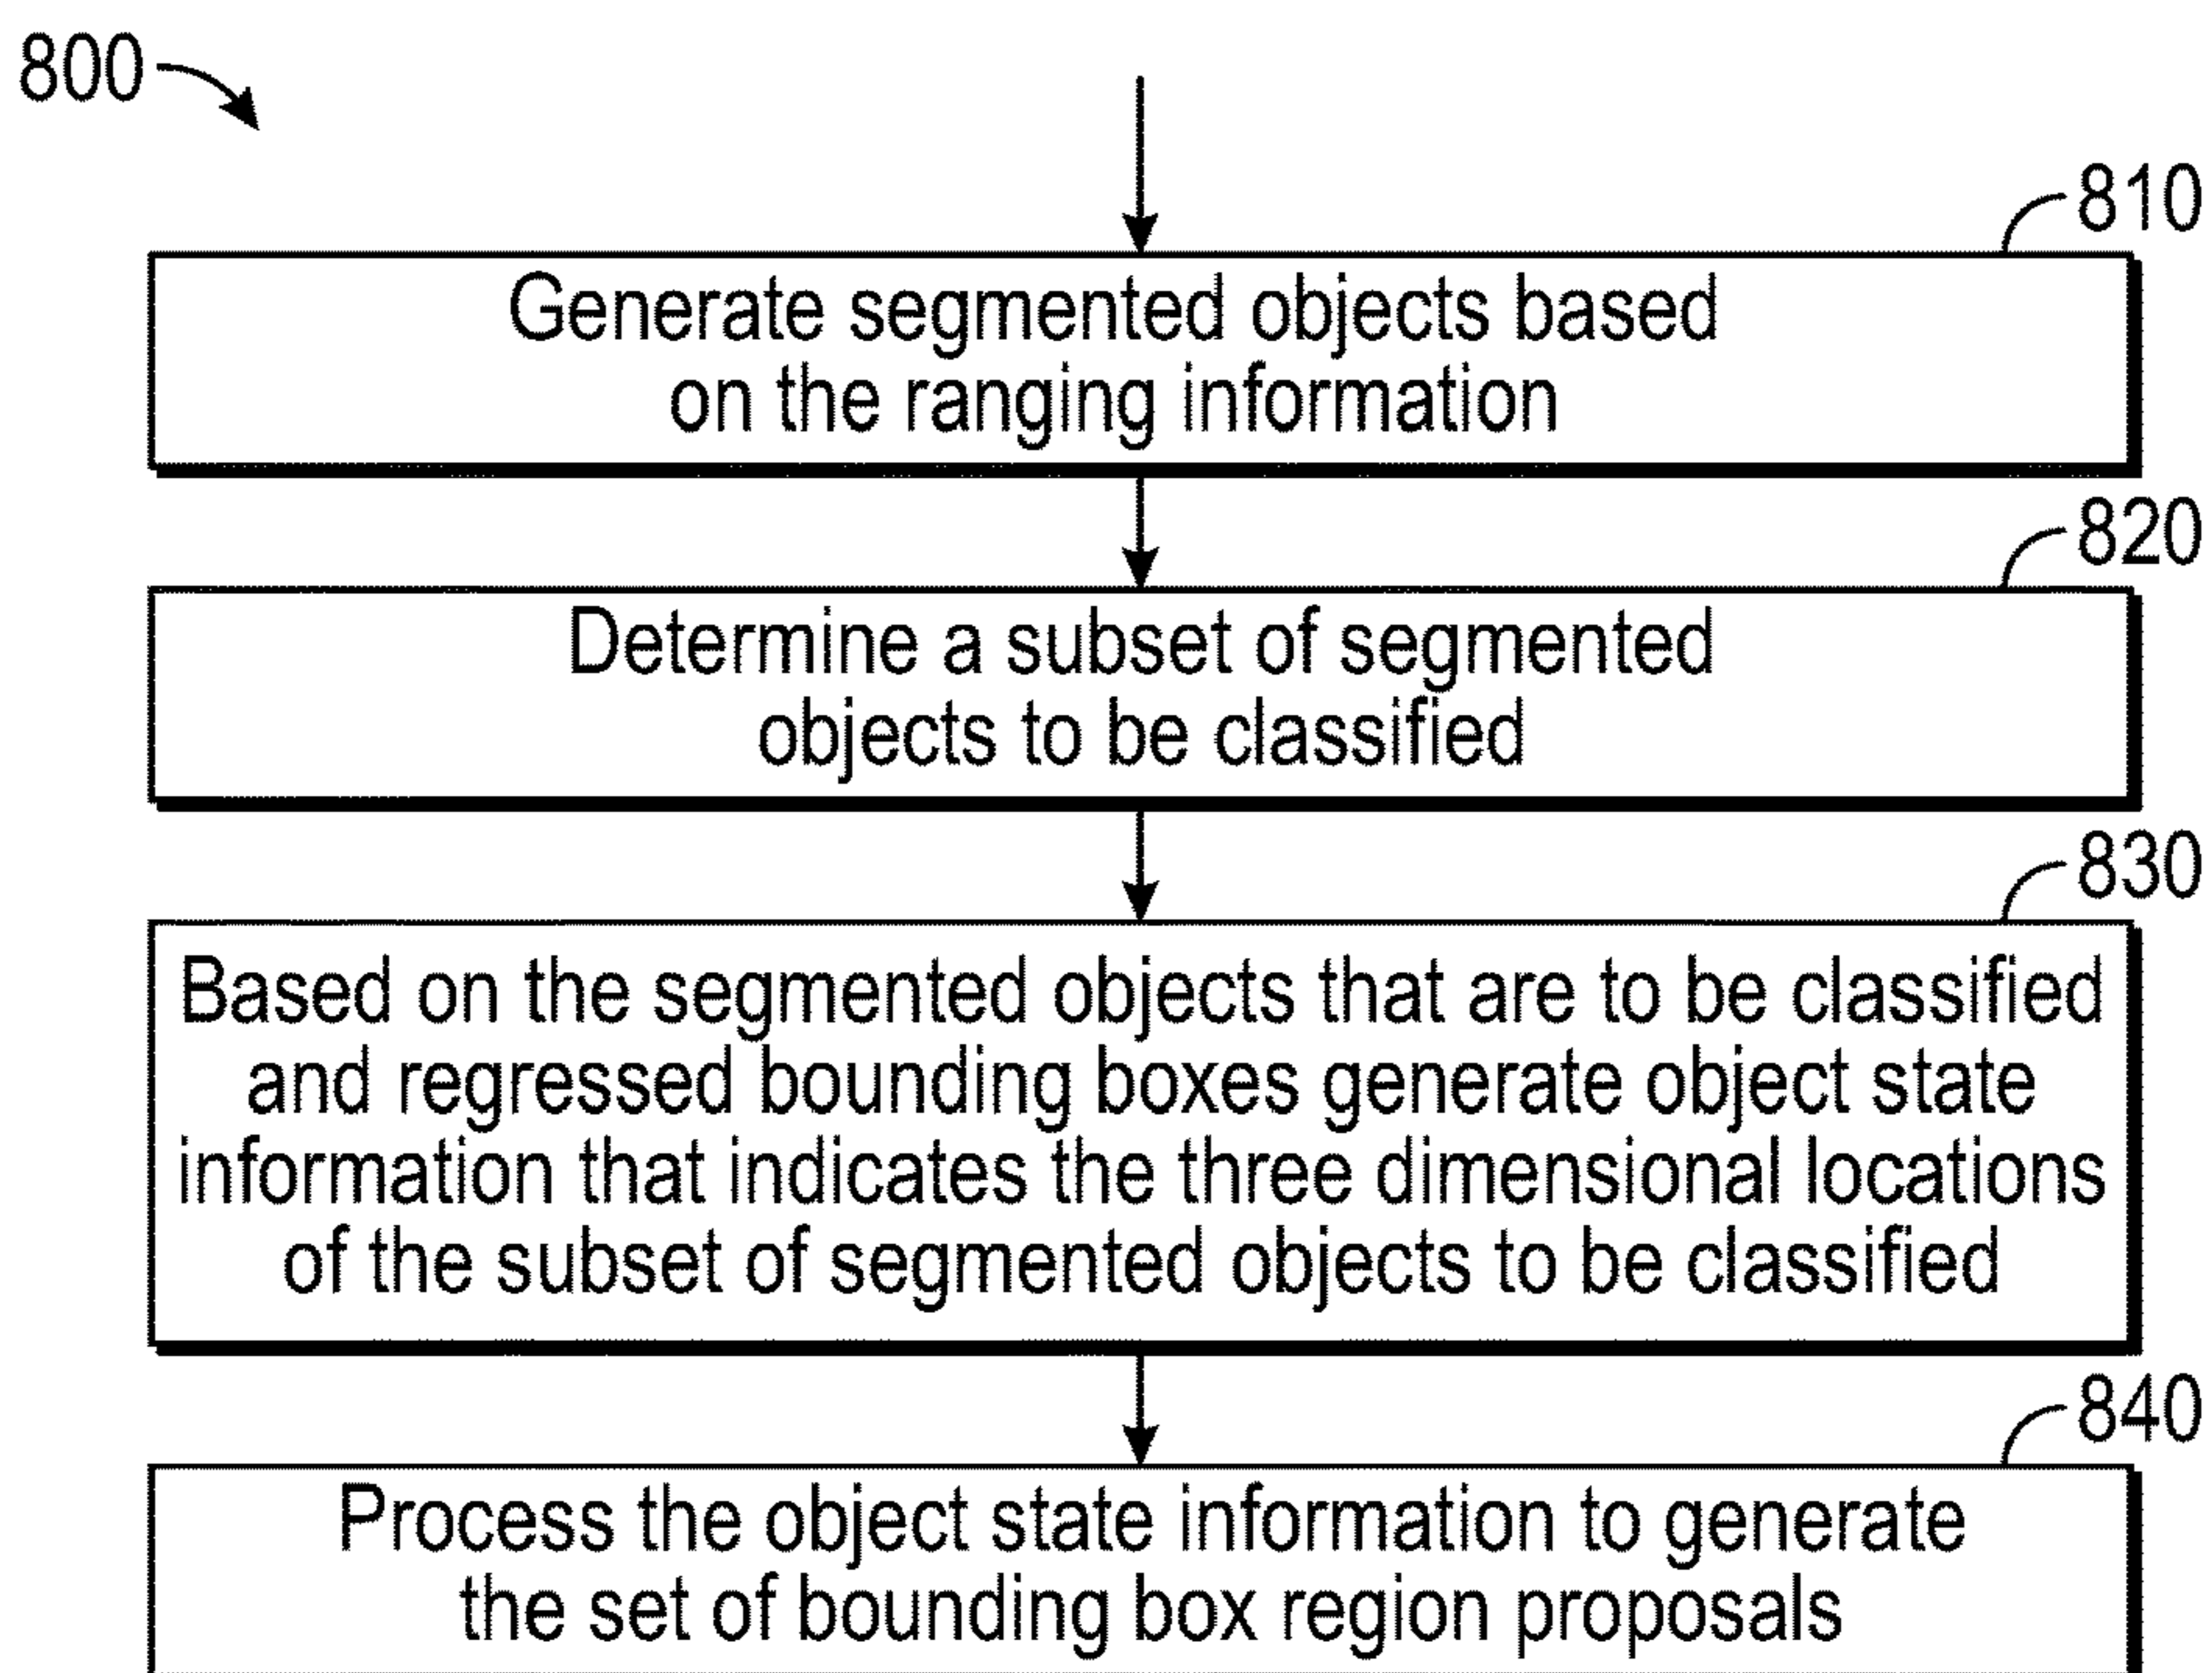 800
810
Generate segmented objects based
on the ranging information
820
Determine a subset of segmented
objects to be classified
830
Based on the segmented objects that are to be classified
and regressed bounding boxes generate object state
information that indicates the three dimensional locations
of the subset of segmented objects to be classified
840
Process the object state information to generate
the set of bounding box region proposals